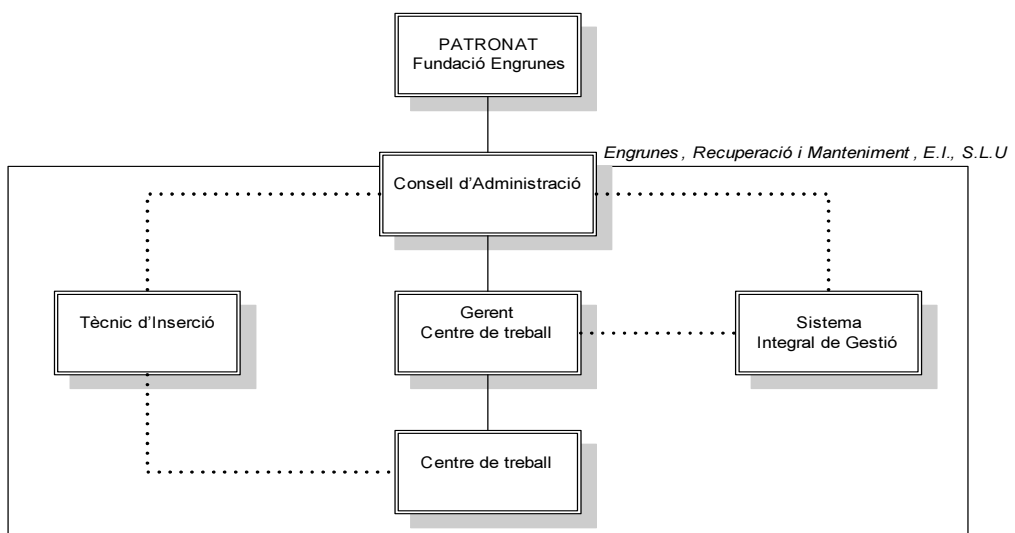 PATRONAT
Fundació Engrunes
Engrunes , Recuperació i Manteniment , E.I., S.L.U
Consell d’Administració
Tècnic d’Inserció
Gerent
Centre de treball
Sistema
Integral de Gestió
Centre de treball